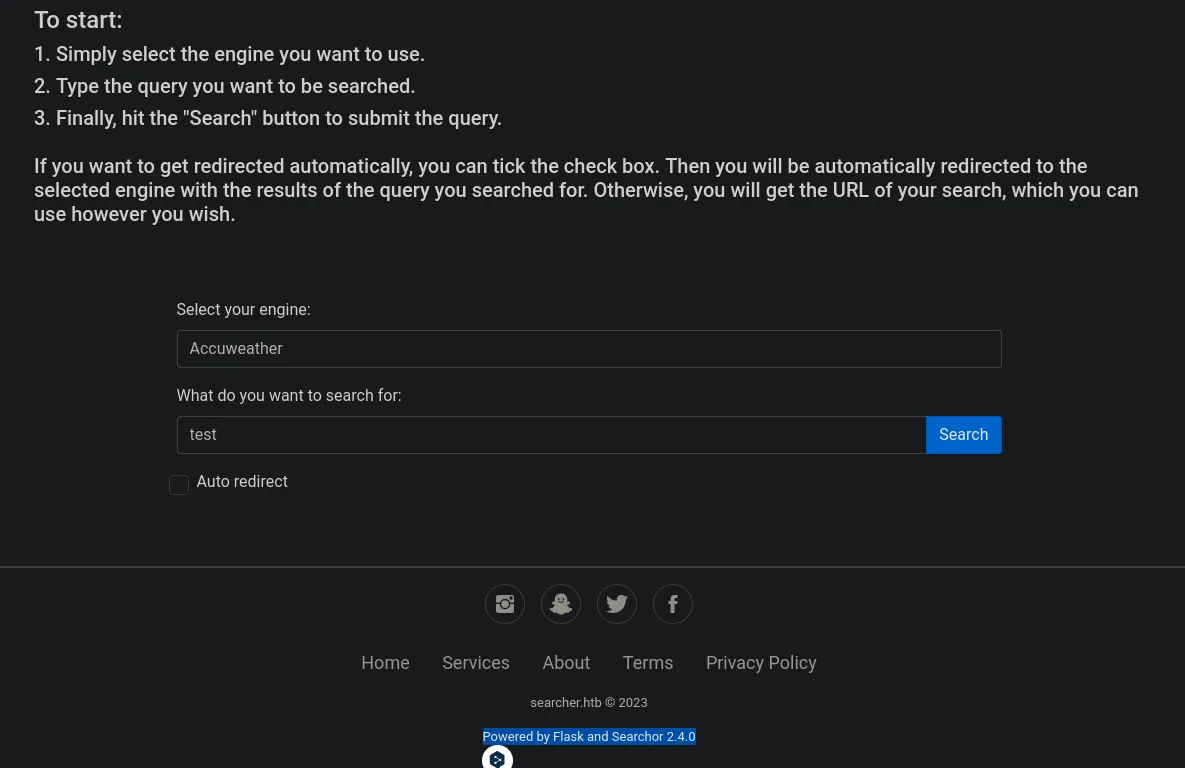 To start:
1. Simply select the engine you want to use.
2. Type the query you want to be searched.
3. Finally, hit the "Search" button to submit the query.
If you want to get redirected automatically, you can tick the check box. Then you will be automatically redirected to the
selected engine with the results of the query you searched for. Otherwise, you will get the URL of your search, which you can
use however you wish.
Select your engine:
Accuweather
What do you want to search for:
test
Search
Auto redirect
Home Services About Terms Privacy Policy
searcher.htb © 2023
Powered by Flask and Searchor 2.4.0